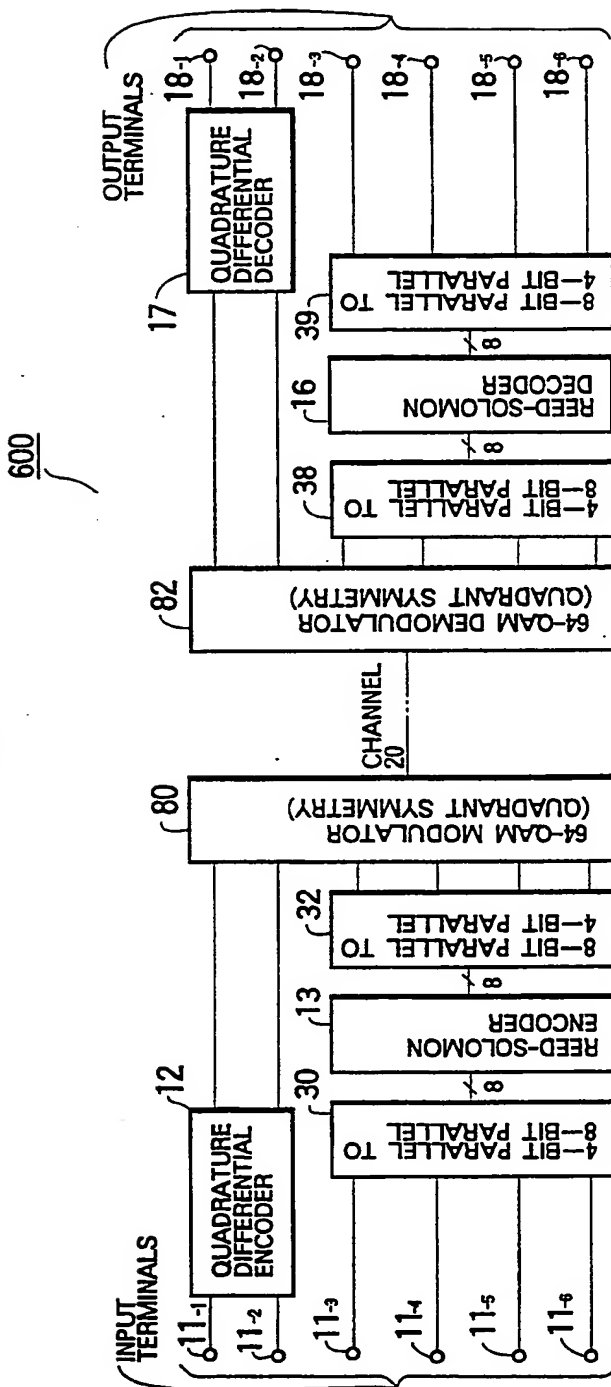 600
INPUT
TERMINALS
11-1
11-2
11-3
11-4
11-5
11-6
12
QUADRATURE
DIFFERENTIAL
ENCODER
30
4–BIT PARALLEL TO
8–BIT PARALLEL
8
13
REED-SOLOMON
ENCODER
8
32
8–BIT PARALLEL TO
4–BIT PARALLEL
80
64-QAM MODULATOR
(QUADRANT SYMMETRY)
CHANNEL
20
82
64-QAM DEMODULATOR
(QUADRANT SYMMETRY)
38
4–BIT PARALLEL TO
8–BIT PARALLEL
8
16
REED-SOLOMON
DECODER
8
39
8–BIT PARALLEL TO
4–BIT PARALLEL
17
QUADRATURE
DIFFERENTIAL
DECODER
OUTPUT
TERMINALS
18-1
18-2
18-3
18-4
18-5
18-6